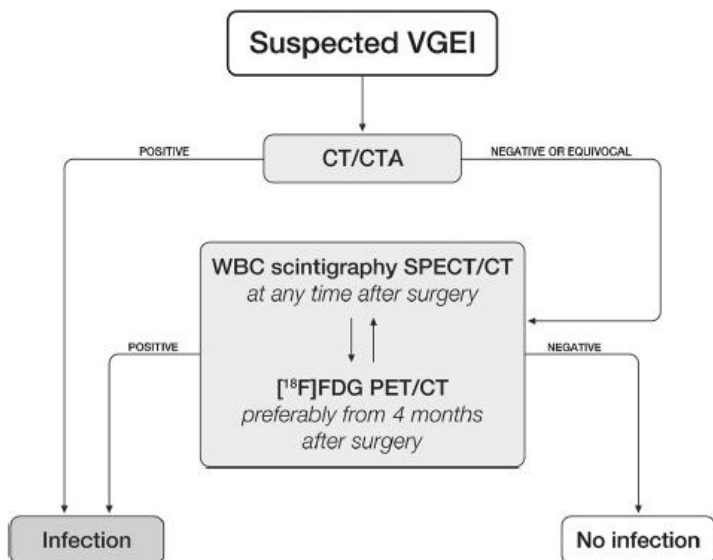 Suspected VGEI
POSITIVE
CT/CTA
NEGATIVE OR EQUIVOCAL
WBC scintigraphy SPECT/CT
at any time after surgery
POSITIVE
NEGATIVE
[¹⁸F]FDG PET/CT
preferably from 4 months
after surgery
Infection
No infection